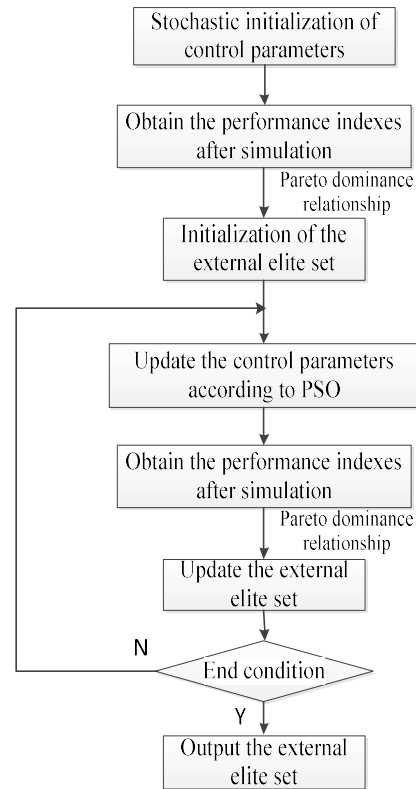 Stochastic initialization of
control parameters
Obtain the performance indexes
after simulation
Pareto dominance
relationship
Initialization of the
external elite set
Update the control parameters
according to PSO
Obtain the performance indexes
after simulation
Pareto dominance
relationship
Update the external
elite set
N
End condition
Y
Output the external
elite set